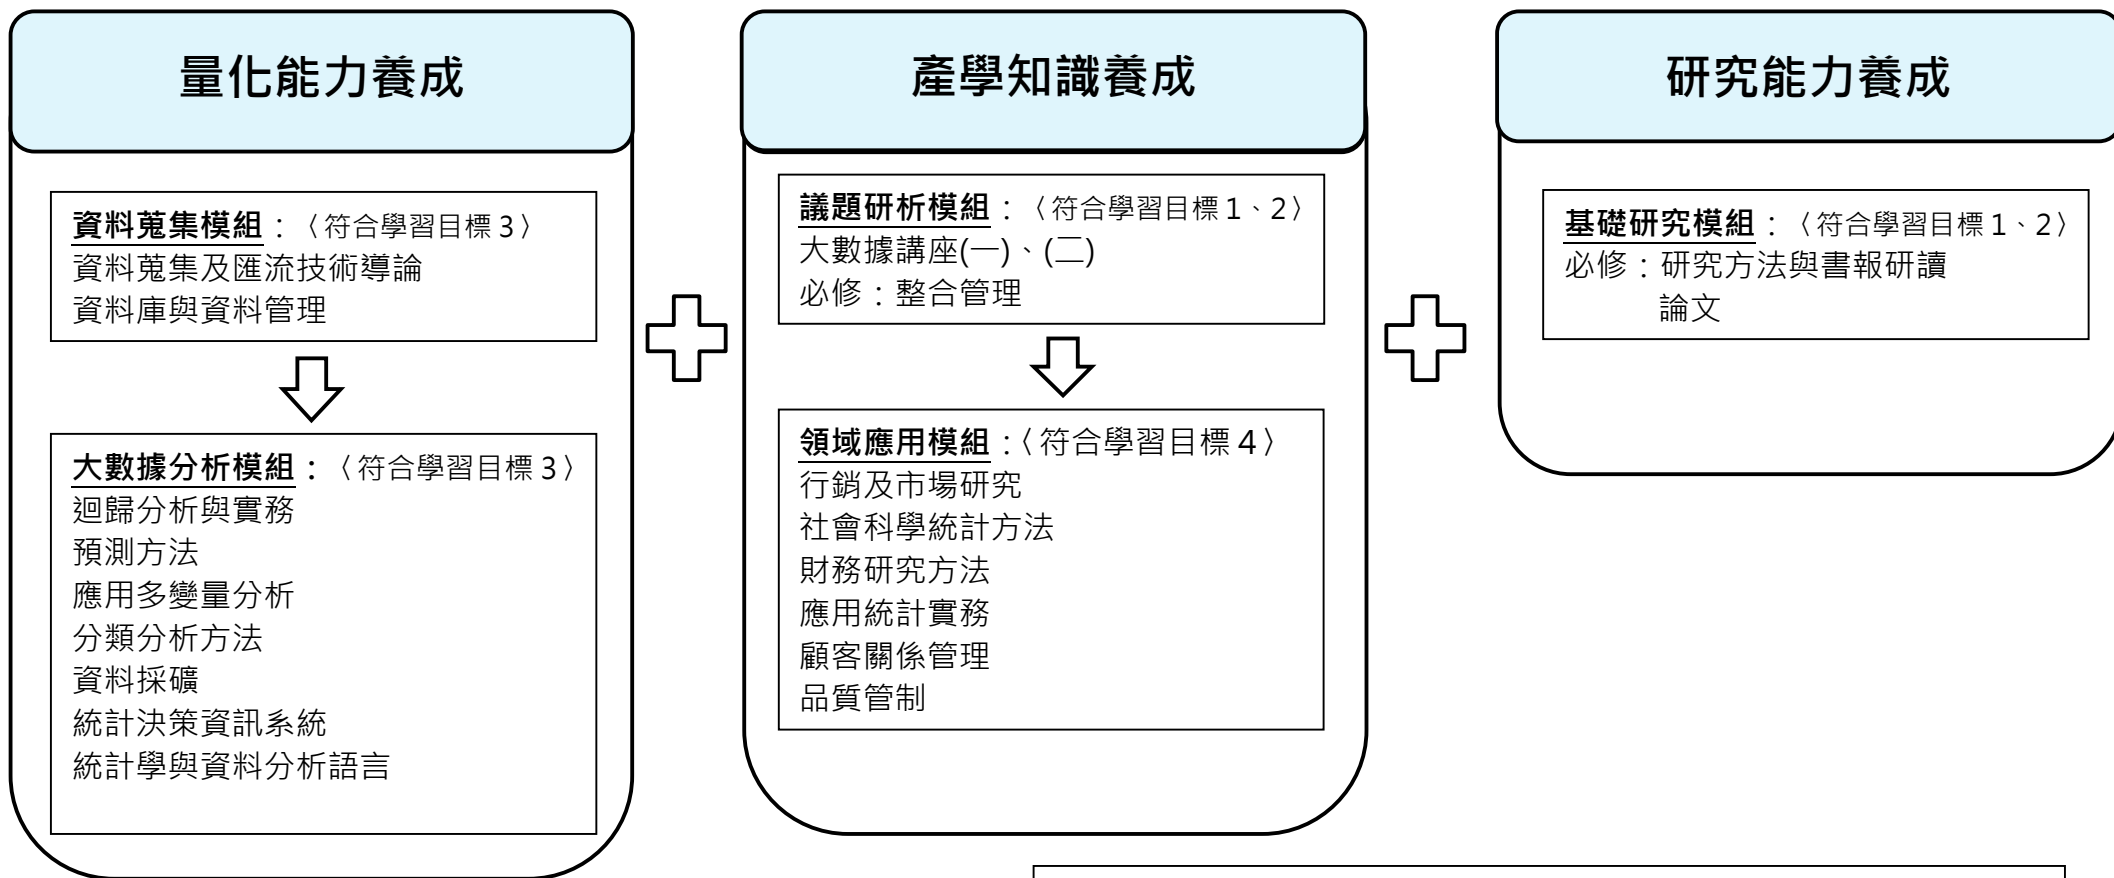 量化能力養成
資料蒐集模組：〈符合學習目標 3〉
資料蒐集及匯流技術導論
資料庫與資料管理
大數據分析模組：〈符合學習目標 3〉
迴歸分析與實務
預測方法
應用多變量分析
分類分析方法
資料採礦
統計決策資訊系統
統計學與資料分析語言
產學知識養成
議題研析模組：〈符合學習目標 1、2〉
大數據講座(一)、(二)
必修：整合管理
領域應用模組：〈符合學習目標 4〉
行銷及市場研究
社會科學統計方法
財務研究方法
應用統計實務
顧客關係管理
品質管制
研究能力養成
基礎研究模組：〈符合學習目標 1、2〉
必修：研究方法與書報研讀
論文